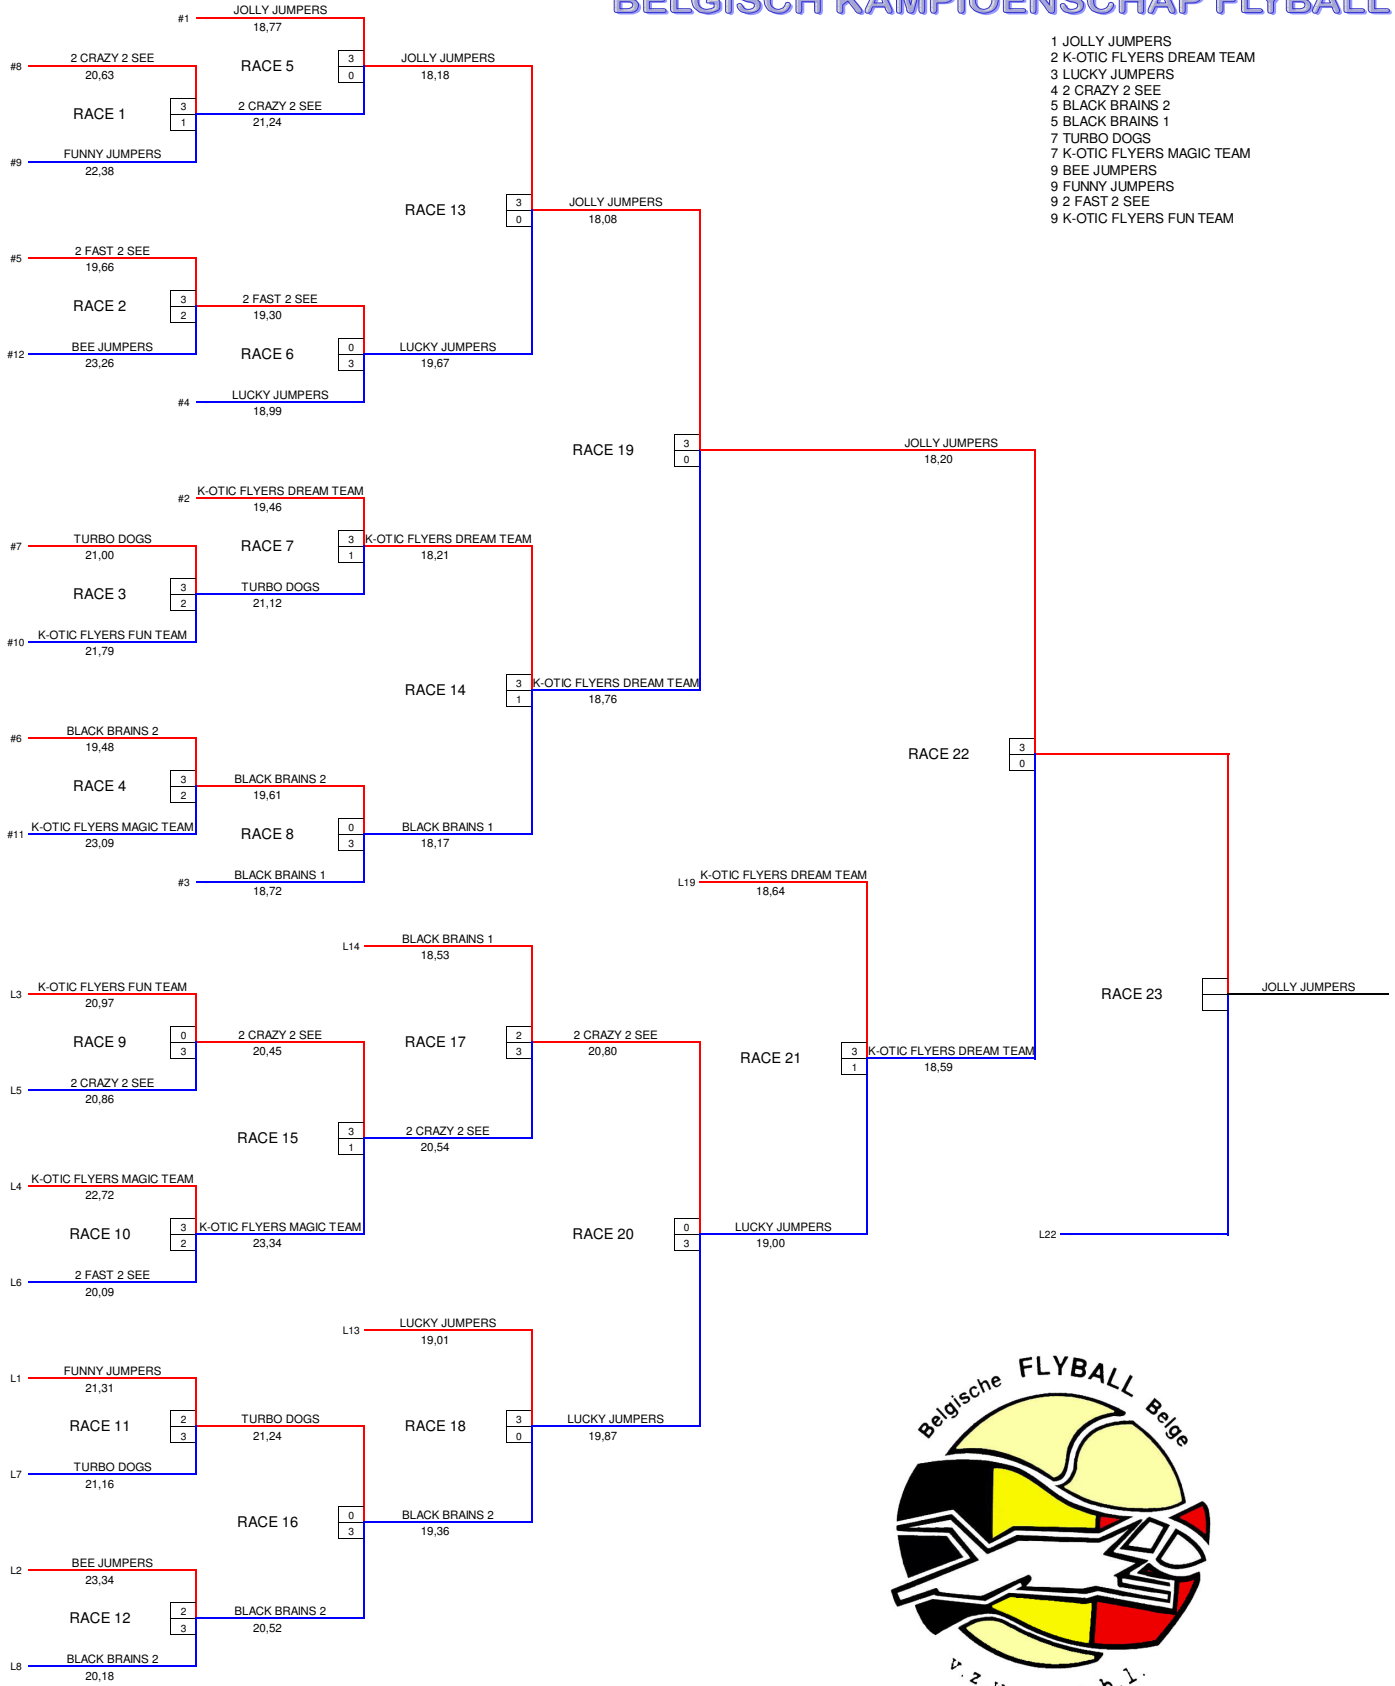 BELGISCH KAMPIOENSCHAP FLYBALL
1 JOLLY JUMPERS
2 K-OTIC FLYERS DREAM TEAM
3 LUCKY JUMPERS
4 2 CRAZY 2 SEE
5 BLACK BRAINS 2
5 BLACK BRAINS 1
7 TURBO DOGS
7 K-OTIC FLYERS MAGIC TEAM
9 BEE JUMPERS
9 FUNNY JUMPERS
9 2 FAST 2 SEE
9 K-OTIC FLYERS FUN TEAM
#8 2 CRAZY 2 SEE
20,63
RACE 1 3
1
#9 FUNNY JUMPERS
22,38
#5 2 FAST 2 SEE
19,66
RACE 2 3
2
#12 BEE JUMPERS
23,26
#7 TURBO DOGS
21,00
RACE 3 3
2
#10 K-OTIC FLYERS FUN TEAM
21,79
#6 BLACK BRAINS 2
19,48
RACE 4 3
2
#11 K-OTIC FLYERS MAGIC TEAM
23,09
#1 JOLLY JUMPERS
18,77
RACE 5 3
0
2 CRAZY 2 SEE
21,24
2 FAST 2 SEE
19,30
RACE 6 0
3
#4 LUCKY JUMPERS
18,99
#2 K-OTIC FLYERS DREAM TEAM
19,46
RACE 7 3
1
TURBO DOGS
21,12
BLACK BRAINS 2
19,61
RACE 8 0
3
#3 BLACK BRAINS 1
18,72
L3 K-OTIC FLYERS FUN TEAM
20,97
RACE 9 0
3
L5 2 CRAZY 2 SEE
20,86
L4 K-OTIC FLYERS MAGIC TEAM
22,72
RACE 10 3
2
L6 2 FAST 2 SEE
20,09
L1 FUNNY JUMPERS
21,31
RACE 11 2
3
L7 TURBO DOGS
21,16
L2 BEE JUMPERS
23,34
RACE 12 2
3
L8 BLACK BRAINS 2
20,18
JOLLY JUMPERS
18,18
RACE 13 3
0
LUCKY JUMPERS
19,67
K-OTIC FLYERS DREAM TEAM
18,21
RACE 14 3
1
BLACK BRAINS 1
18,17
2 CRAZY 2 SEE
20,45
RACE 15 3
1
K-OTIC FLYERS MAGIC TEAM
23,34
TURBO DOGS
21,24
RACE 16 0
3
BLACK BRAINS 2
20,52
L14 BLACK BRAINS 1
18,53
RACE 17 2
3
2 CRAZY 2 SEE
20,54
L13 LUCKY JUMPERS
19,01
RACE 18 3
0
BLACK BRAINS 2
19,36
JOLLY JUMPERS
18,08
RACE 19 3
0
K-OTIC FLYERS DREAM TEAM
18,76
2 CRAZY 2 SEE
20,80
RACE 20 0
3
LUCKY JUMPERS
19,87
L19 K-OTIC FLYERS DREAM TEAM
18,64
RACE 21 3
1
LUCKY JUMPERS
19,00
JOLLY JUMPERS
18,20
RACE 22 3
0
K-OTIC FLYERS DREAM TEAM
18,59
RACE 23
JOLLY JUMPERS
L22
Belgische FLYBALL Belge